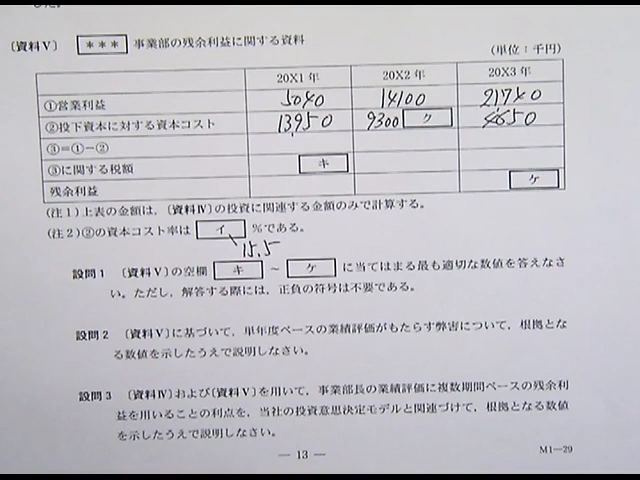 〔資料Ⅴ〕 *** 事業部の残余利益に関する資料
(単位：千円)
20X1年 20X2年 20X3年
①営業利益 5040 14100 21740
②投下資本に対する資本コスト 13950 9300 ク 4650
③＝①－②
③に関する税額 キ
残余利益 ケ
(注1) 上表の金額は、〔資料Ⅳ〕の投資に関連する金額のみで計算する。
(注2) ②の資本コスト率は イ ％である。
15.5
設問1 〔資料Ⅴ〕の空欄 キ ～ ケ に当てはまる最も適切な数値を答えなさ
い。ただし、解答する際には、正負の符号は不要である。
設問2 〔資料Ⅴ〕に基づいて、単年度ベースの業績評価がもたらす弊害について、根拠とな
る数値を示したうえで説明しなさい。
設問3 〔資料Ⅳ〕および〔資料Ⅴ〕を用いて、事業部長の業績評価に複数期間ベースの残余利
益を用いることの利点を、当社の投資意思決定モデルと関連づけて、根拠となる数値
を示したうえで説明しなさい。
― 13 ―
M1―29